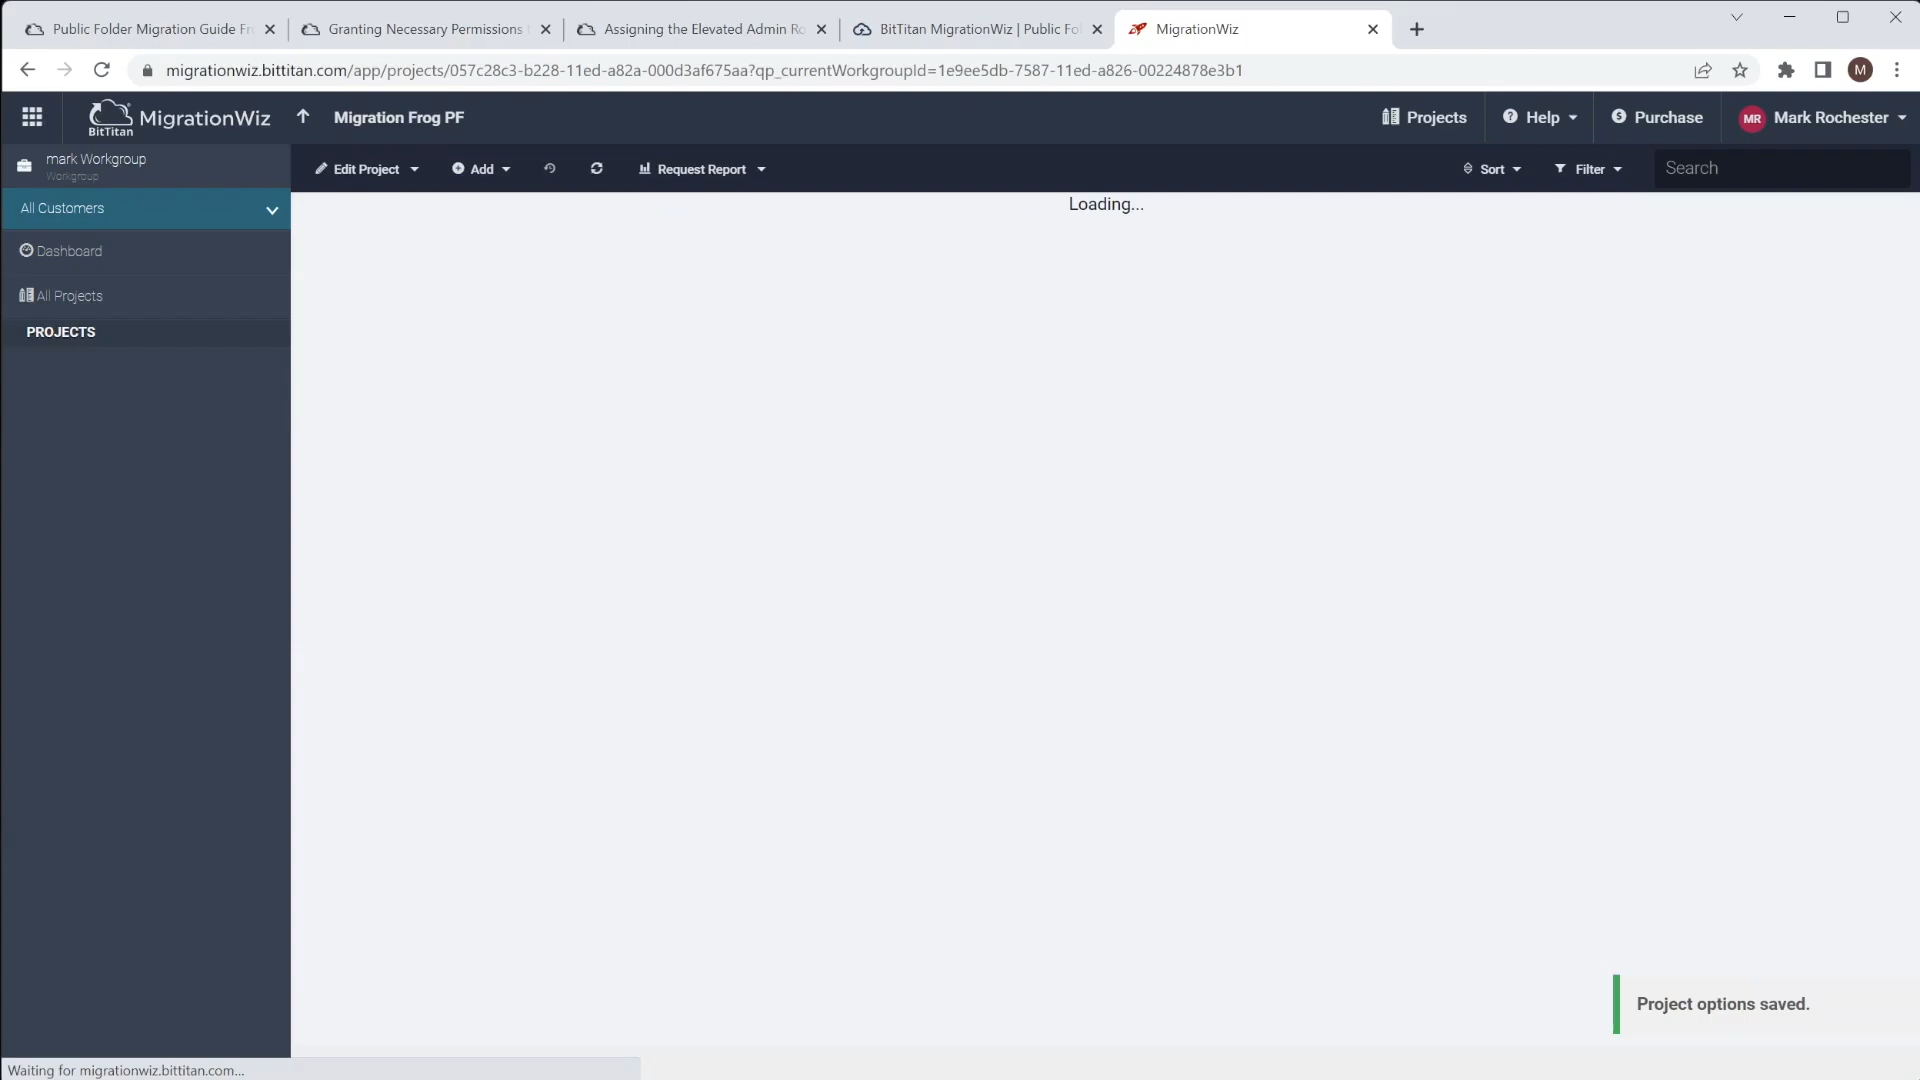 Public Folder Migration Guide Fr
Granting Necessary Permissions
Assigning the Elevated Admin Ro
BitTitan MigrationWiz | Public Fol
MigrationWiz
migrationwiz.bittitan.com/app/projects/057c28c3-b228-11ed-a82a-000d3af675aa?qp_currentWorkgroupId=1e9ee5db-7587-11ed-a826-00224878e3b1
M
BitTitan MigrationWiz
Migration Frog PF
Projects
Help
Purchase
MR
Mark Rochester
mark Workgroup
Workgroup
Edit Project
Add
Request Report
Sort
Filter
Search
All Customers
Loading...
Dashboard
All Projects
PROJECTS
Project options saved.
Waiting for migrationwiz.bittitan.com...